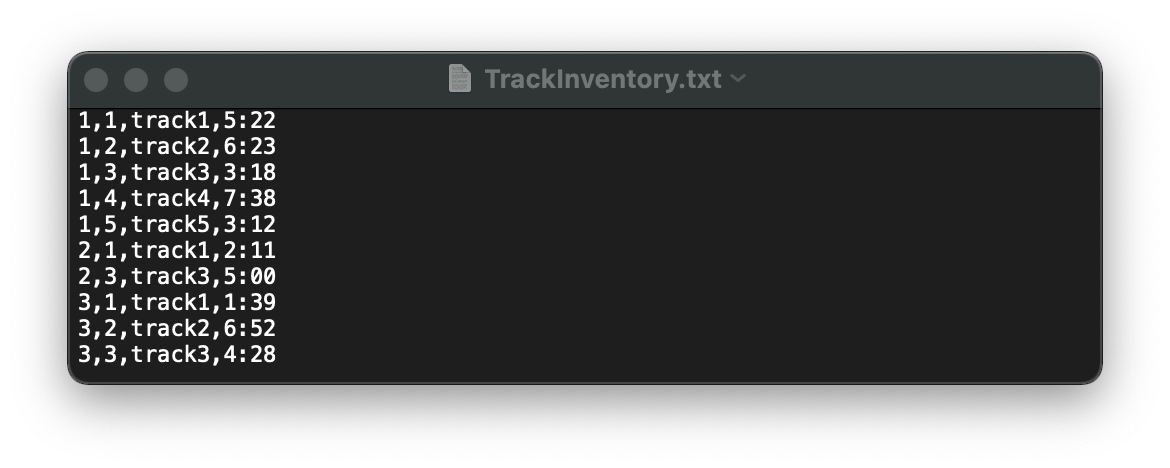 TrackInventory.txt
1,1,track1,5:22
1,2,track2,6:23
1,3,track3,3:18
1,4,track4,7:38
1,5,track5,3:12
2,1,track1,2:11
2,3,track3,5:00
3,1,track1,1:39
3,2,track2,6:52
3,3,track3,4:28